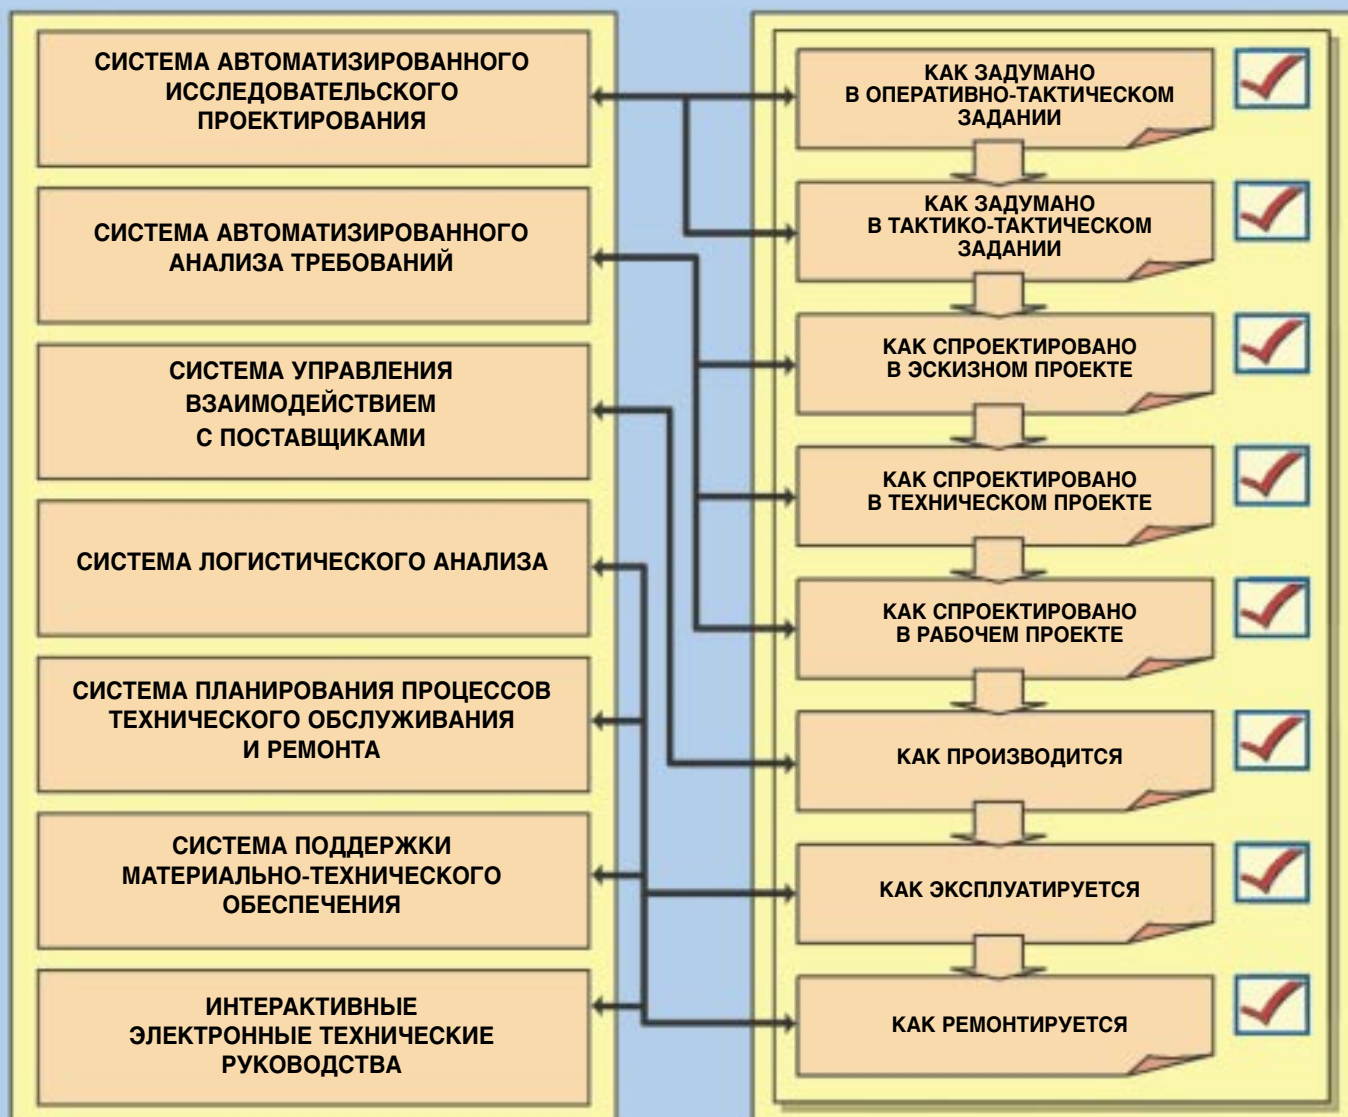 СИСТЕМА АВТОМАТИЗИРОВАННОГО
ИССЛЕДОВАТЕЛЬСКОГО
ПРОЕКТИРОВАНИЯ
СИСТЕМА АВТОМАТИЗИРОВАННОГО
АНАЛИЗА ТРЕБОВАНИЙ
СИСТЕМА УПРАВЛЕНИЯ
ВЗАИМОДЕЙСТВИЕМ
С ПОСТАВЩИКАМИ
СИСТЕМА ЛОГИСТИЧЕСКОГО АНАЛИЗА
СИСТЕМА ПЛАНИРОВАНИЯ ПРОЦЕССОВ
ТЕХНИЧЕСКОГО ОБСЛУЖИВАНИЯ
И РЕМОНТА
СИСТЕМА ПОДДЕРЖКИ
МАТЕРИАЛЬНО-ТЕХНИЧЕСКОГО
ОБЕСПЕЧЕНИЯ
ИНТЕРАКТИВНЫЕ
ЭЛЕКТРОННЫЕ ТЕХНИЧЕСКИЕ
РУКОВОДСТВА
КАК ЗАДУМАНО
В ОПЕРАТИВНО-ТАКТИЧЕСКОМ
ЗАДАНИИ
КАК ЗАДУМАНО
В ТАКТИКО-ТАКТИЧЕСКОМ
ЗАДАНИИ
КАК СПРОЕКТИРОВАНО
В ЭСКИЗНОМ ПРОЕКТЕ
КАК СПРОЕКТИРОВАНО
В ТЕХНИЧЕСКОМ ПРОЕКТЕ
КАК СПРОЕКТИРОВАНО
В РАБОЧЕМ ПРОЕКТЕ
КАК ПРОИЗВОДИТСЯ
КАК ЭКСПЛУАТИРУЕТСЯ
КАК РЕМОНТИРУЕТСЯ